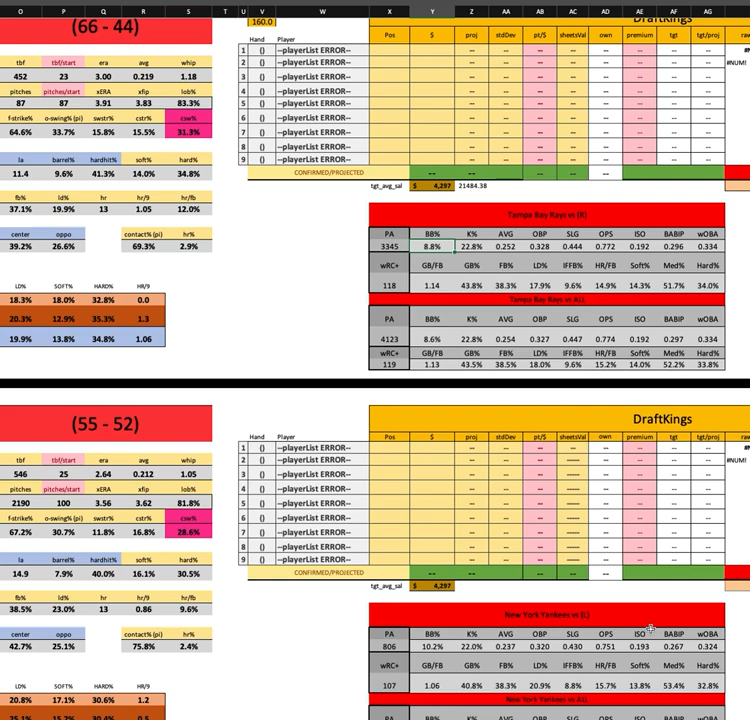 O P Q R S T U V W X Y Z AA AB AC AD AE AF AG
(66 - 44) 160.0 DraftKings
Hand Player Pos $ proj stdDev pt/$ sheetsVal own premium tgt tgt/proj raw
tbf tbf/start era avg whip
452 23 3.00 0.219 1.18
pitches pitches/start xERA xfip lob%
87 87 3.91 3.83 83.3%
f-strike% o-swing% (pi) swstr% cstr% csw%
64.6% 33.7% 15.8% 15.5% 31.3%
la barrel% hardhit% soft% hard%
11.4 9.6% 41.3% 14.0% 34.8%
fb% ld% hr hr/9 hr/fb
37.1% 19.9% 13 1.05 12.0%
center oppo contact% (pi) hr%
39.2% 26.6% 69.3% 2.9%
LD% SOFT% HARD% HR/9
18.3% 18.0% 32.8% 0.0
20.3% 12.9% 35.3% 1.3
19.9% 13.8% 34.8% 1.06
1 () --playerList ERROR-- -- -- -- -- -- -- -- --
2 () --playerList ERROR-- -- -- -- -- -- -- -- -- #NUM!
3 () --playerList ERROR-- -- -- -- -- -- -- -- --
4 () --playerList ERROR-- -- -- -- -- -- -- -- --
5 () --playerList ERROR-- -- -- -- -- -- -- -- --
6 () --playerList ERROR-- -- -- -- -- -- -- -- --
7 () --playerList ERROR-- -- -- -- -- -- -- -- --
8 () --playerList ERROR-- -- -- -- -- -- -- -- --
9 () --playerList ERROR-- -- -- -- -- -- -- -- --
CONFIRMED/PROJECTED -- -- -- -- --
tgt_avg_sal $ 4,297 21484.38
Tampa Bay Rays vs (R)
PA BB% K% AVG OBP SLG OPS ISO BABIP wOBA
3345 8.8% 22.8% 0.252 0.328 0.444 0.772 0.192 0.296 0.334
wRC+ GB/FB GB% FB% LD% IFFB% HR/FB Soft% Med% Hard%
118 1.14 43.8% 38.3% 17.9% 9.6% 14.9% 14.3% 51.7% 34.0%
Tampa Bay Rays vs ALL
PA BB% K% AVG OBP SLG OPS ISO BABIP wOBA
4123 8.6% 22.8% 0.254 0.327 0.447 0.774 0.192 0.297 0.334
wRC+ GB/FB GB% FB% LD% IFFB% HR/FB Soft% Med% Hard%
119 1.13 43.5% 38.5% 18.0% 9.6% 15.2% 14.0% 52.2% 33.8%
(55 - 52) DraftKings
Hand Player Pos $ proj stdDev pt/$ sheetsVal own premium tgt tgt/proj raw
tbf tbf/start era avg whip
546 25 2.64 0.212 1.05
pitches pitches/start xERA xfip lob%
2190 100 3.56 3.62 81.8%
f-strike% o-swing% (pi) swstr% cstr% csw%
67.2% 30.7% 11.8% 16.8% 28.6%
la barrel% hardhit% soft% hard%
14.9 7.9% 40.0% 16.1% 30.5%
fb% ld% hr hr/9 hr/fb
38.5% 23.0% 13 0.86 9.6%
center oppo contact% (pi) hr%
42.7% 25.1% 75.8% 2.4%
LD% SOFT% HARD% HR/9
20.8% 17.1% 30.6% 1.2
1 () --playerList ERROR-- -- -- -- ----- -- -- -- --
2 () --playerList ERROR-- -- -- -- ----- -- -- -- -- #NUM!
3 () --playerList ERROR-- -- -- -- ----- -- -- -- --
4 () --playerList ERROR-- -- -- -- ----- -- -- -- --
5 () --playerList ERROR-- -- -- -- ----- -- -- -- --
6 () --playerList ERROR-- -- -- -- ----- -- -- -- --
7 () --playerList ERROR-- -- -- -- ----- -- -- -- --
8 () --playerList ERROR-- -- -- -- ----- -- -- -- --
9 () --playerList ERROR-- -- -- -- ----- -- -- -- --
CONFIRMED/PROJECTED -- -- -- -- --
tgt_avg_sal $ 4,297
New York Yankees vs (L)
PA BB% K% AVG OBP SLG OPS ISO BABIP wOBA
806 10.2% 22.0% 0.237 0.320 0.430 0.751 0.193 0.267 0.324
wRC+ GB/FB GB% FB% LD% IFFB% HR/FB Soft% Med% Hard%
107 1.06 40.8% 38.3% 20.9% 8.8% 15.7% 13.8% 53.4% 32.8%
New York Yankees vs ALL